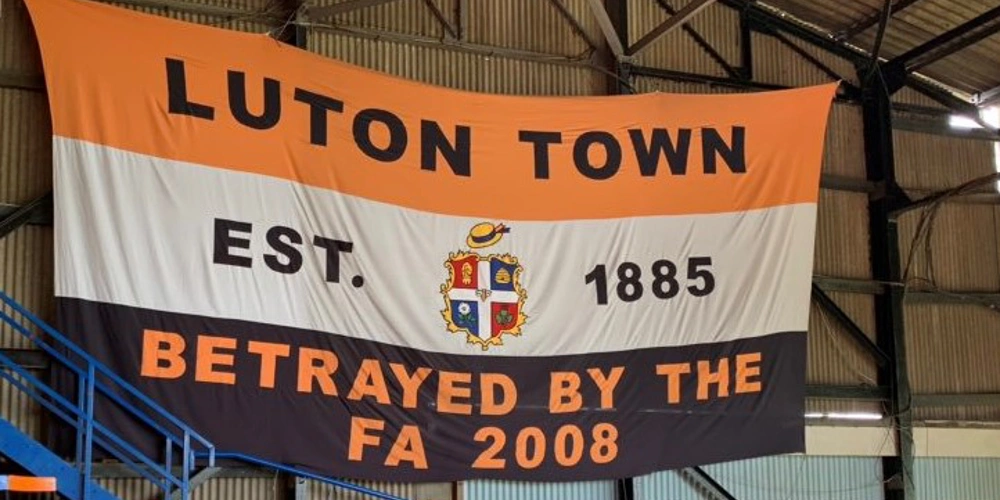 LUTON TOWN
EST. 1885
BETRAYED BY THE
FA 2008